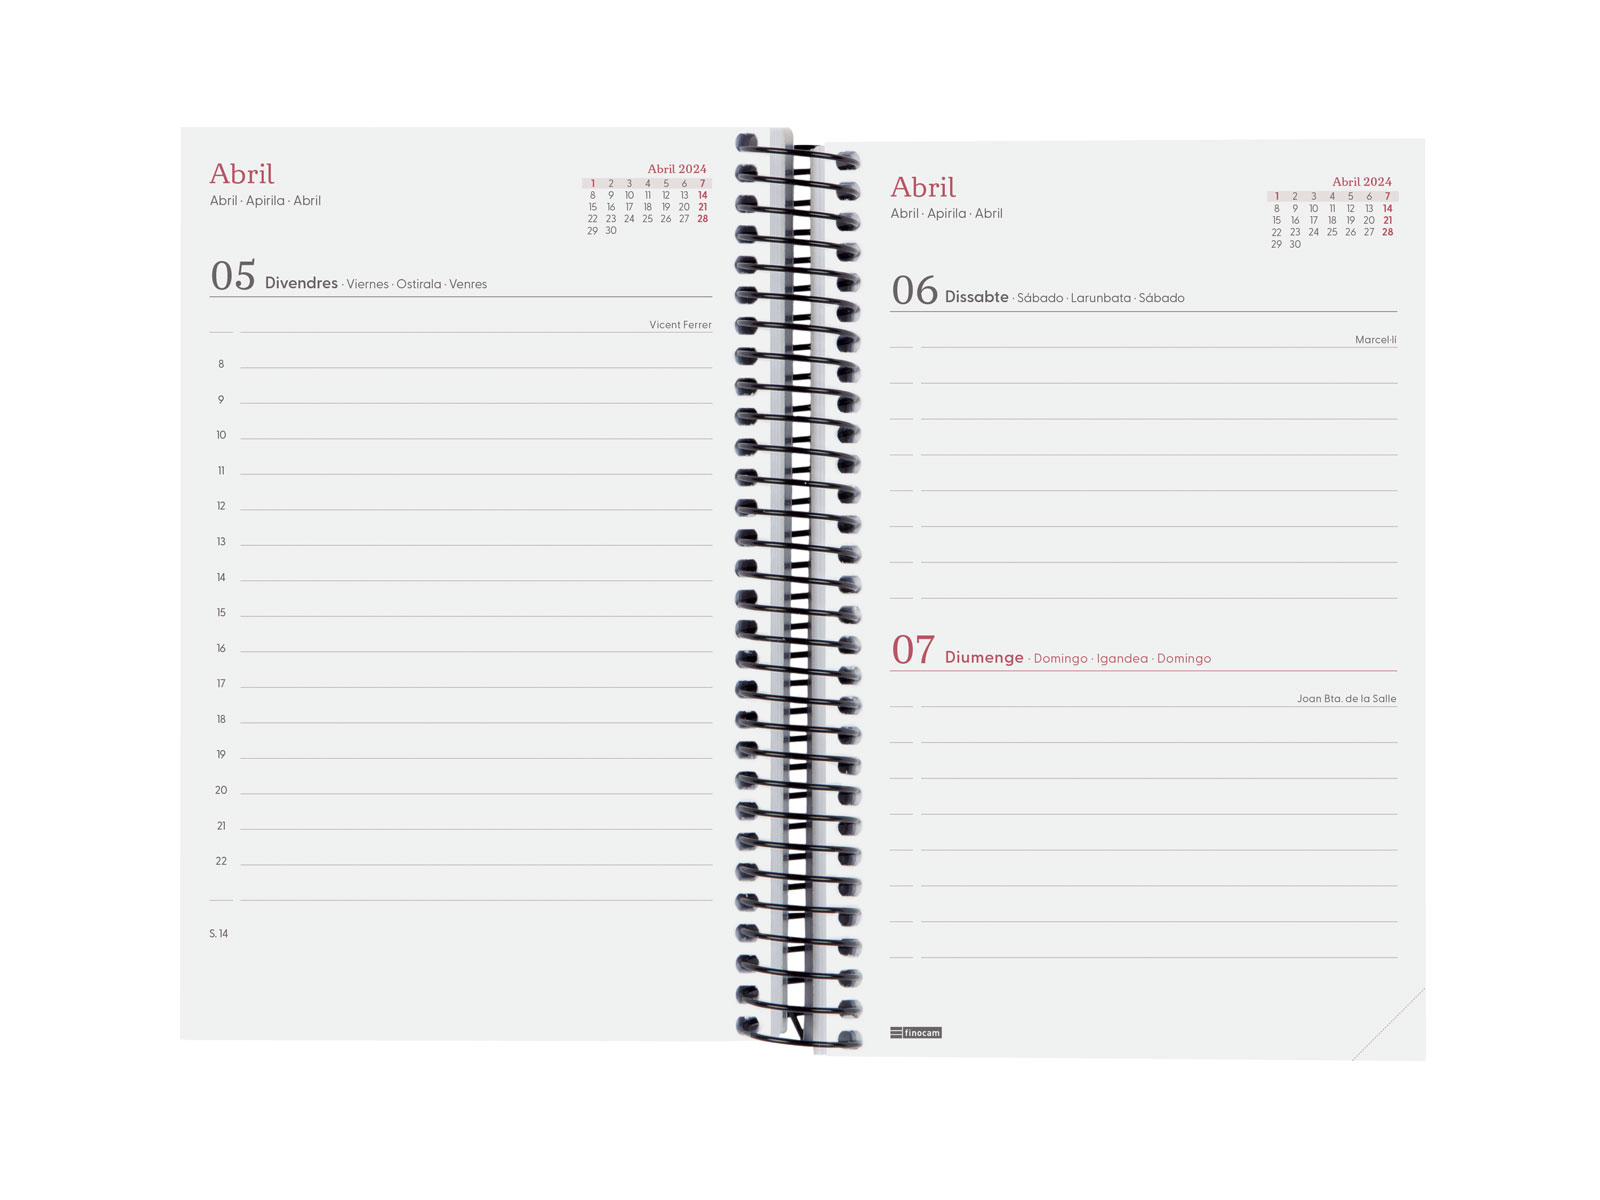 Abril
Abril · Apirila · Abril
Abril 2024
1 2 3 4 5 6 7
8 9 10 11 12 13 14
15 16 17 18 19 20 21
22 23 24 25 26 27 28
29 30
05 Divendres · Viernes · Ostirala · Venres
Vicent Ferrer
8
9
10
11
12
13
14
15
16
17
18
19
20
21
22
S. 14
Abril
Abril · Apirila · Abril
Abril 2024
1 2 3 4 5 6 7
8 9 10 11 12 13 14
15 16 17 18 19 20 21
22 23 24 25 26 27 28
29 30
06 Dissabte · Sábado · Larunbata · Sábado
Marcel·lí
07 Diumenge · Domingo · Igandea · Domingo
Joan Bta. de la Salle
finocam